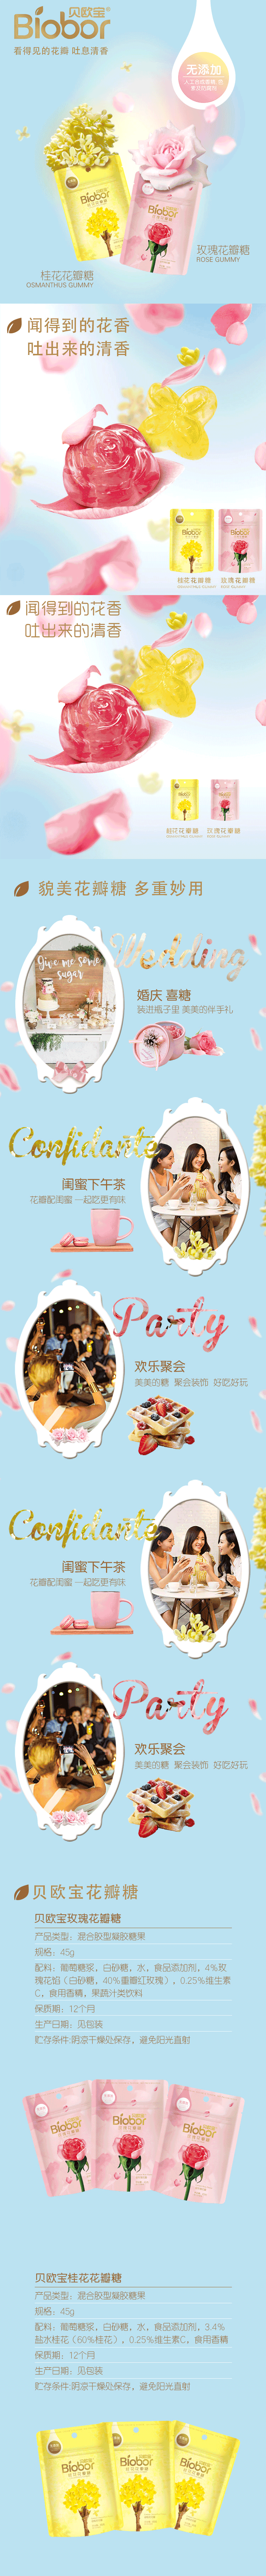 贝欧宝®
Biobor
看得见的花瓣 吐息清香
无添加
Biobor
Biobor
玫瑰花瓣糖
ROSE GUMMY
桂花花瓣糖
OSMANTHUS GUMMY
闻得到的花香
吐出来的清香
Biobor
Biobor
桂花花瓣糖 玫瑰花瓣糖
闻得到的花香
吐出来的清香
桂花花瓣糖 玫瑰花瓣糖
貌美花瓣糖 多重妙用
Give me some
sugar
Wedding
婚庆 喜糖
装进瓶子里 美美的伴手礼
Confidante
闺蜜下午茶
花瓣配闺蜜 一起吃更有味
Party
欢乐聚会
美美的糖 聚会装饰 好吃好玩
Confidante
闺蜜下午茶
花瓣配闺蜜 一起吃更有味
Party
欢乐聚会
美美的糖 聚会装饰 好吃好玩
贝欧宝花瓣糖
贝欧宝玫瑰花瓣糖
产品类型：混合胶型凝胶糖果
规格：45g
配料：葡萄糖浆，白砂糖，水，食品添加剂，4%玫
瑰花馅（白砂糖，40%重瓣红玫瑰），0.25%维生素
C，食用香精，果蔬汁类饮料
保质期：12个月
生产日期：见包装
贮存条件:阴凉干燥处保存，避免阳光直射
Biobor
Biobor
Biobor
贝欧宝桂花花瓣糖
产品类型：混合胶型凝胶糖果
规格：45g
配料：葡萄糖浆，白砂糖，水，食品添加剂，3.4%
盐水桂花（60%桂花），0.25%维生素C，食用香精
保质期：12个月
生产日期：见包装
贮存条件:阴凉干燥处保存，避免阳光直射
Biobor
Biobor
Biobor